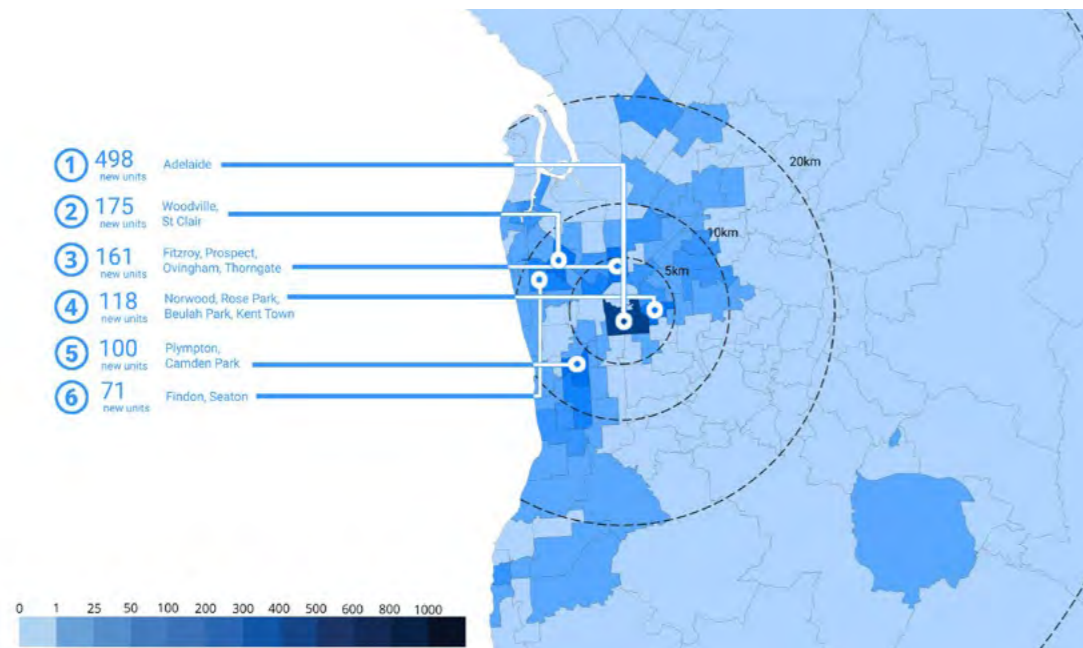 1 498 new units Adelaide
2 175 new units Woodville,
St Clair
3 161 new units Fitzroy, Prospect,
Ovingham, Thorngate
4 118 new units Norwood, Rose Park,
Beulah Park, Kent Town
5 100 new units Plympton,
Camden Park
6 71 new units Findon, Seaton
20km
10km
5km
0 1 25 50 100 200 300 400 500 600 800 1000